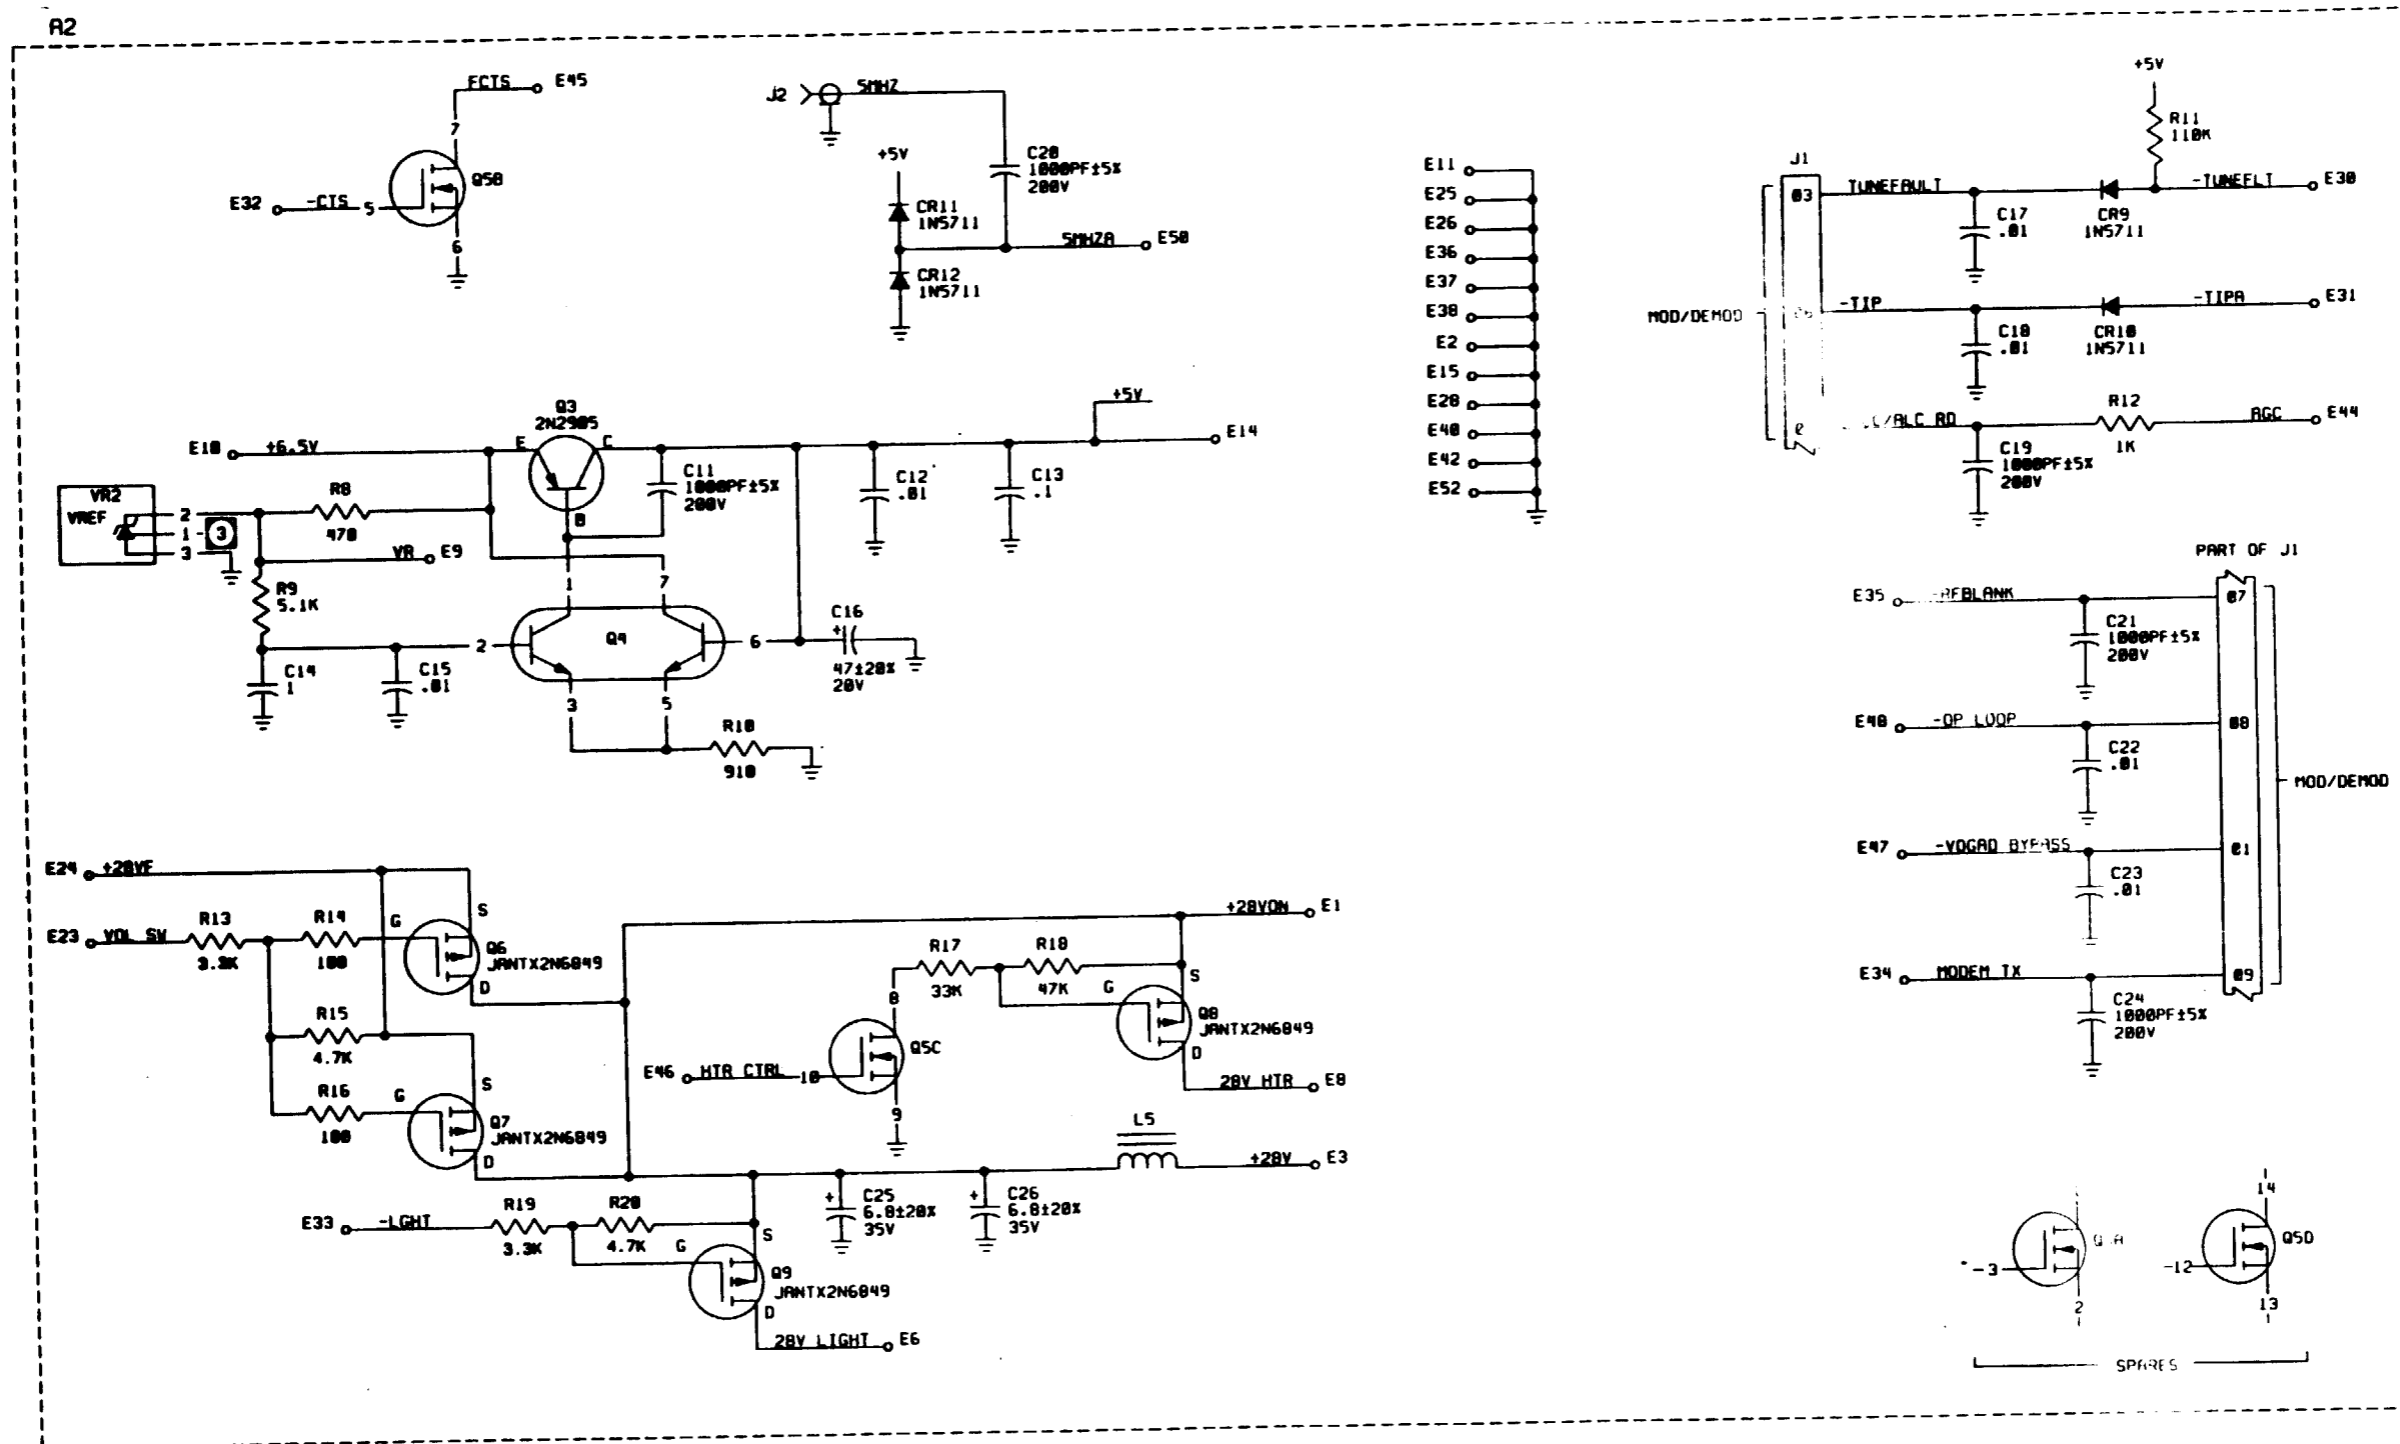 A2
FCTS E45
7
Q5B
E32 -CTS 5
6
J2 5MHZ
+5V
C20
1000PF±5%
200V
CR11
1N5711
5MHZA E50
CR12
1N5711
E11
E25
E26
E36
E37
E38
E2
E15
E28
E40
E42
E52
+5V
R11
110K
J1
03 TUNEFAULT -TUNEFLT E30
C17
.01
CR9
1N5711
MOD/DEMOD
-TIP -TIPA E31
C18
.01
CR10
1N5711
/ALC RD
R12
1K
AGC E44
C19
1000PF±5%
200V
Q3
2N2905
E10 +6.5V E C
+5V
E14
B
C11
1000PF±5%
200V
C12
.01
C13
.1
VR2
VREF
2
1 3
3
R8
470
VR E9
R9
5.1K
1 7
2 Q4 6
C16
+
47±20%
20V
C14
1
C15
.01
3 5
R10
910
PART OF J1
E35 -RFBLANK 07
C21
1000PF±5%
200V
E48 -OP LOOP 08
C22
.01
MOD/DEMOD
E47 -VOGAD BYPASS 01
C23
.01
E34 MODEM TX 09
C24
1000PF±5%
200V
E24 +28VF
E23 VOL SW
R13
3.3K
R14
100
G S D
Q6
JANTX2N6849
R15
4.7K
R16
100
G S D
Q7
JANTX2N6849
+28VON E1
R17
33K
R18
47K
G S D
Q8
JANTX2N6849
28V HTR E8
8
Q5C
E46 HTR CTRL 10
9
L5
+28V E3
+ C25
6.8±20%
35V
+ C26
6.8±20%
35V
E33 -LGHT
R19
3.3K
R20
4.7K
G S D
Q9
JANTX2N6849
28V LIGHT E6
3
2
14
Q5D
12
13
SPARES